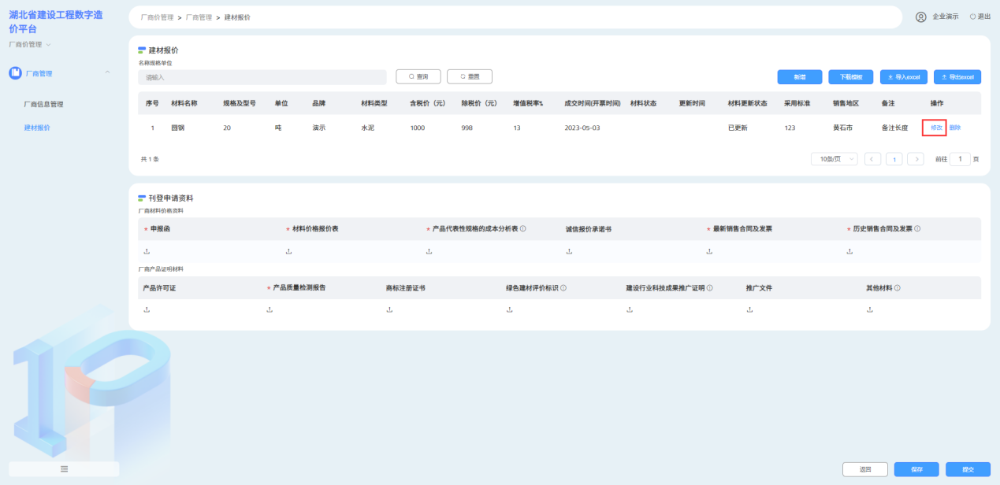 湖北省建设工程数字造
价平台
厂商价管理
厂商管理
厂商信息管理
建材报价
厂商价管理 > 厂商管理 > 建材报价
企业演示 退出
建材报价
名称规格单位
请输入 查询 重置 新增 下载模板 导入excel 导出excel
序号 材料名称 规格及型号 单位 品牌 材料类型 含税价（元） 除税价（元） 增值税率% 成交时间(开票时间) 材料状态 更新时间 材料更新状态 采用标准 销售地区 备注 操作
1 圆钢 20 吨 演示 水泥 1000 998 13 2023-05-03 已更新 123 黄石市 备注长度 修改 删除
共 1 条 10条/页 < 1 > 前往 1 页
刊登申请资料
厂商材料价格资料
* 申报函 * 材料价格报价表 * 产品代表性规格的成本分析表 诚信报价承诺书 * 最新销售合同及发票 * 历史销售合同及发票
厂商产品证明材料
产品许可证 * 产品质量检测报告 商标注册证书 绿色建材评价标识 建设行业科技成果推广证明 推广文件 其他材料
返回 保存 提交